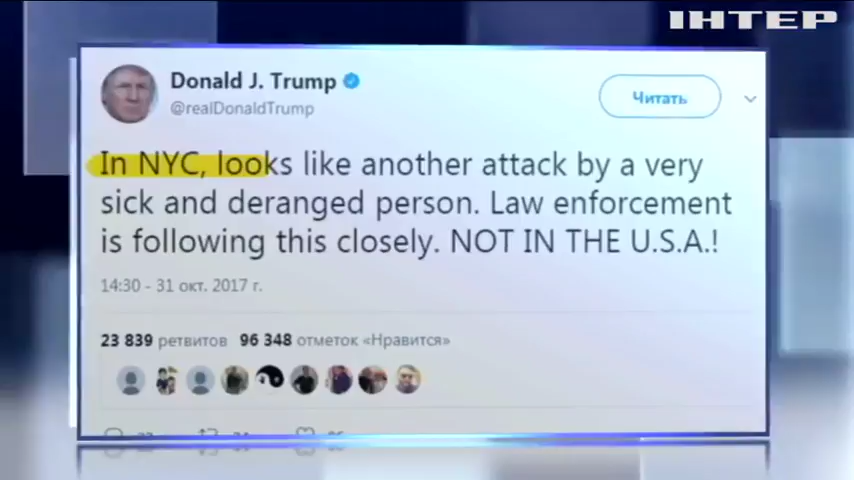 ІНТЕР
Donald J. Trump
@realDonaldTrump
Читать
In NYC, looks like another attack by a very
sick and deranged person. Law enforcement
is following this closely. NOT IN THE U.S.A.!
14:30 - 31 окт. 2017 г.
23 839 ретвитов 96 348 отметок «Нравится»